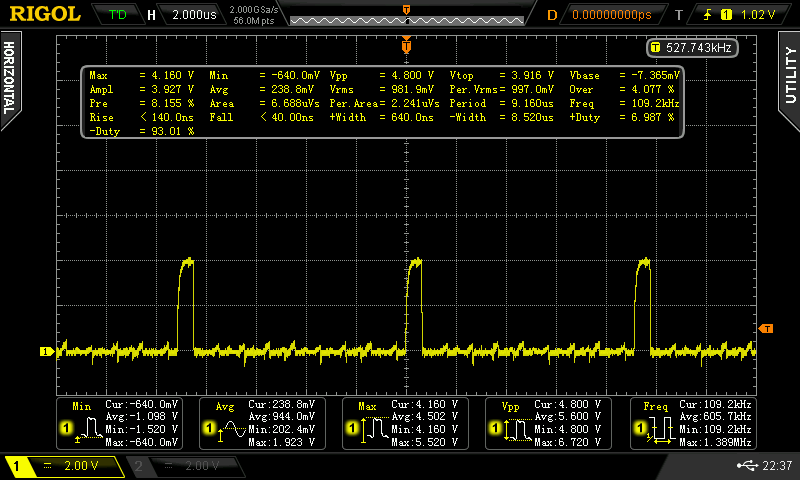 RIGOL T'D H 2.000us 2.000GSa/s 56.0Mpts D 0.00000000ps T 1 1.02 V
HORIZONTAL
UTILITY
T
T 527.743kHz
Max = 4.160 V Min = -640.0mV Vpp = 4.800 V Vtop = 3.916 V Vbase = -7.365mV
Ampl = 3.927 V Avg = 238.8mV Vrms = 981.9mV Per.Vrms= 997.0mV Over = 4.077 %
Pre = 8.155 % Area = 6.688uVs Per.Area= 2.241uVs Period = 9.160us Freq = 109.2kHz
Rise < 140.0ns Fall < 40.00ns +Width = 640.0ns -Width = 8.520us +Duty = 6.987 %
-Duty = 93.01 %
T
1
Min Cur:-640.0mV
Avg:-1.098 V
1 Min:-1.520 V
Max:-640.0mV
Avg Cur:238.8mV
Avg:944.0mV
1 Min:202.4mV
Max:1.923 V
Max Cur:4.160 V
Avg:4.502 V
1 Min:4.160 V
Max:5.520 V
Vpp Cur:4.800 V
Avg:5.600 V
1 Min:4.800 V
Max:6.720 V
Freq Cur:109.2kHz
Avg:605.7kHz
1 Min:109.2kHz
Max:1.389MHz
1 = 2.00 V 2 = 2.00 V 22:37